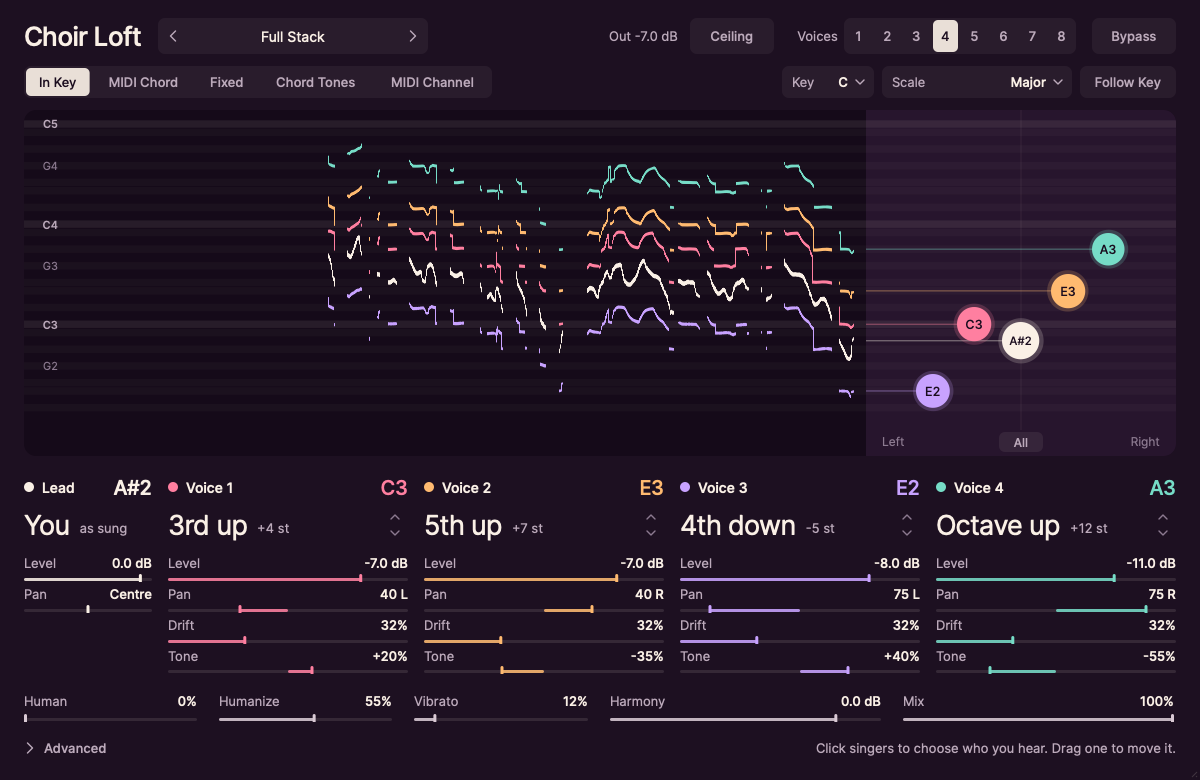 Choir Loft
Full Stack
Out -7.0 dB
Ceiling
Voices 1 2 3 4 5 6 7 8
Bypass
In Key MIDI Chord Fixed Chord Tones MIDI Channel
Key C
Scale Major
Follow Key
C5
G4
C4
G3
C3
G2
A3
E3
C3
A#2
E2
Left All Right
Lead A#2
You as sung
Level 0.0 dB
Pan Centre
Voice 1 C3
3rd up +4 st
Level -7.0 dB
Pan 40 L
Drift 32%
Tone +20%
Voice 2 E3
5th up +7 st
Level -7.0 dB
Pan 40 R
Drift 32%
Tone -35%
Voice 3 E2
4th down -5 st
Level -8.0 dB
Pan 75 L
Drift 32%
Tone +40%
Voice 4 A3
Octave up +12 st
Level -11.0 dB
Pan 75 R
Drift 32%
Tone -55%
Human 0%
Humanize 55%
Vibrato 12%
Harmony 0.0 dB
Mix 100%
Advanced
Click singers to choose who you hear. Drag one to move it.